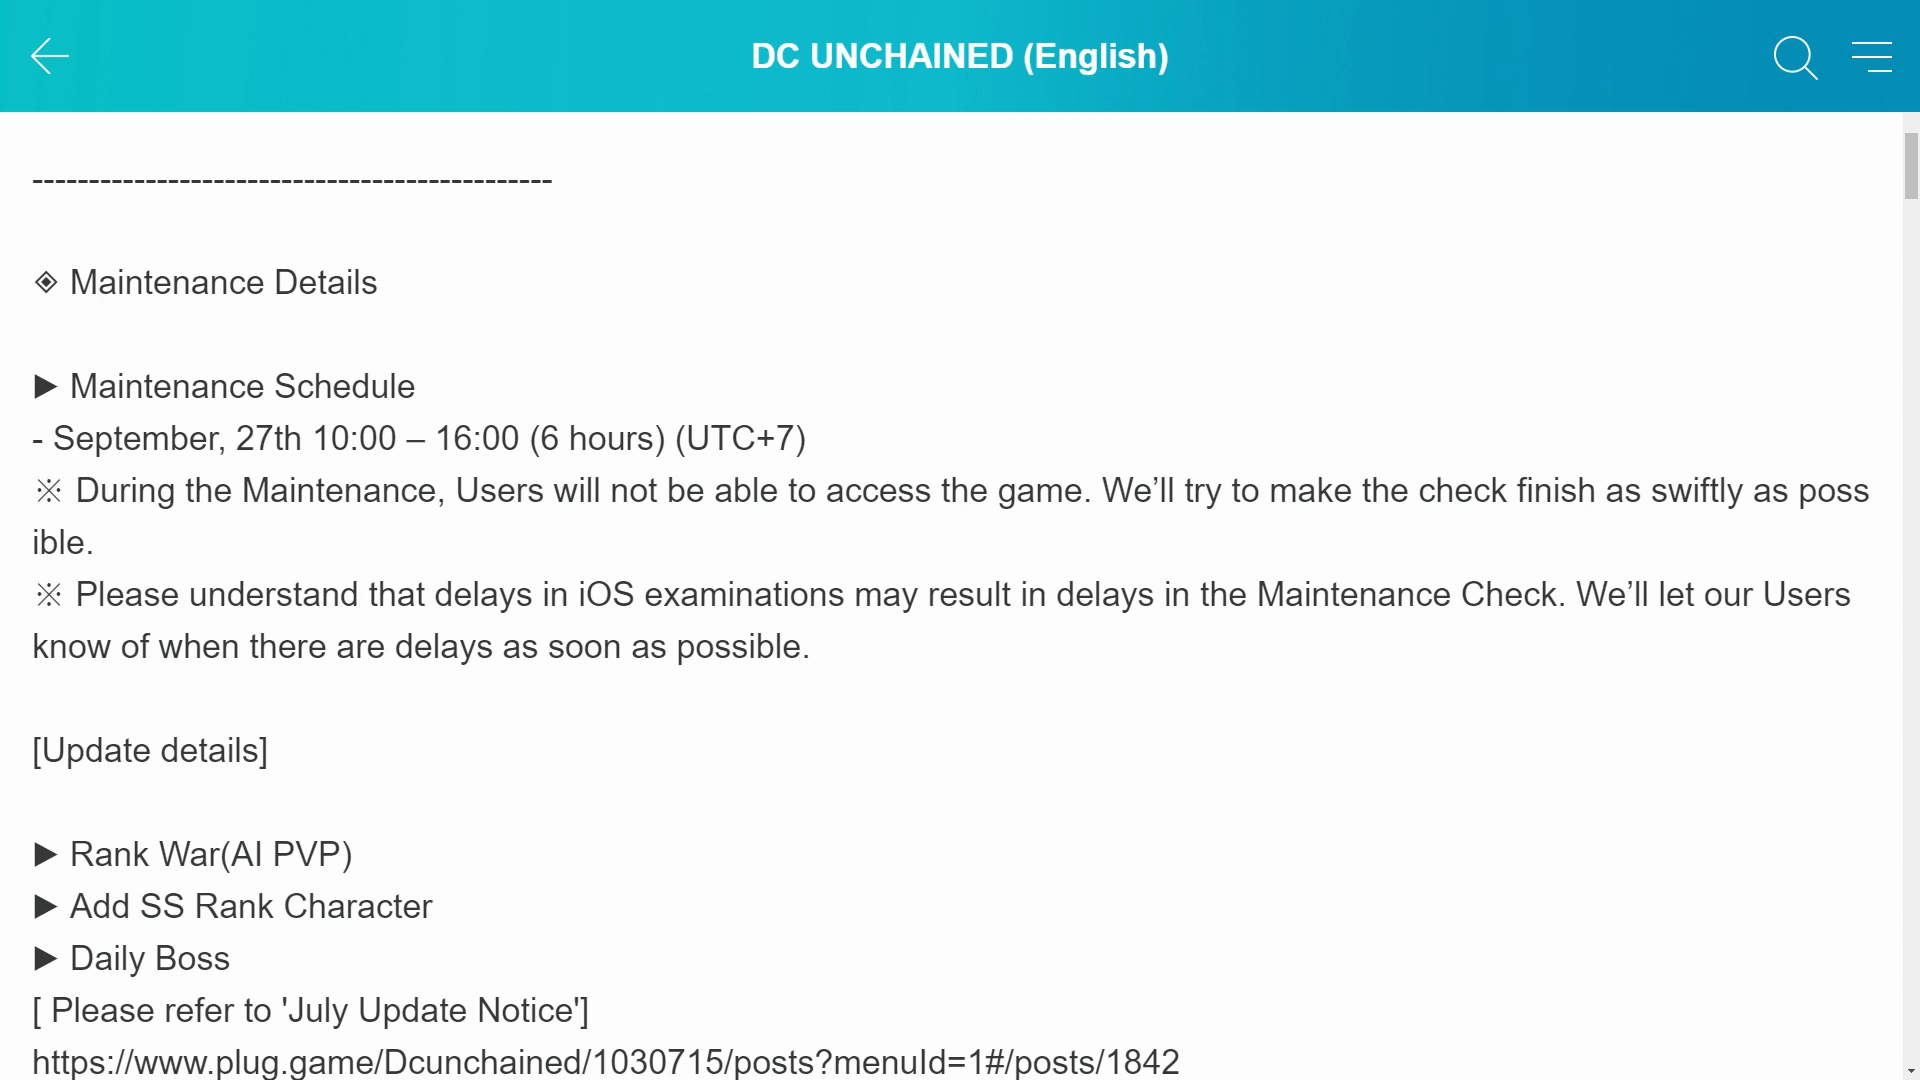 DC UNCHAINED (English)
----------------------------------------------
◈ Maintenance Details
▶ Maintenance Schedule
- September, 27th 10:00 – 16:00 (6 hours) (UTC+7)
※ During the Maintenance, Users will not be able to access the game. We’ll try to make the check finish as swiftly as poss
ible.
※ Please understand that delays in iOS examinations may result in delays in the Maintenance Check. We’ll let our Users
know of when there are delays as soon as possible.
[Update details]
▶ Rank War(AI PVP)
▶ Add SS Rank Character
▶ Daily Boss
[ Please refer to 'July Update Notice']
https://www.plug.game/Dcunchained/1030715/posts?menuId=1#/posts/1842